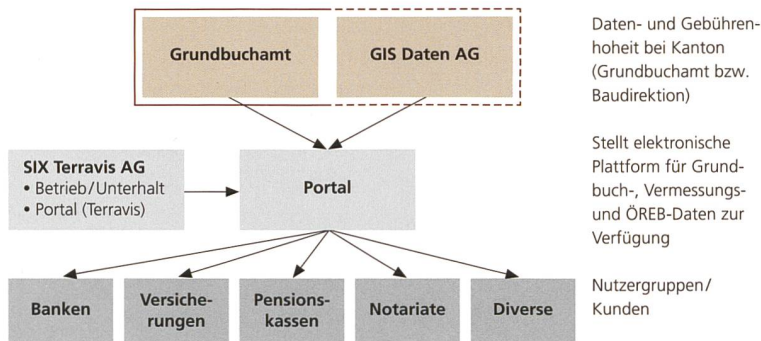 Grundbuchamt
GIS Daten AG
Daten- und Gebühren-
hoheit bei Kanton
(Grundbuchamt bzw.
Baudirektion)
SIX Terravis AG
• Betrieb/Unterhalt
• Portal (Terravis)
Portal
Stellt elektronische
Plattform für Grund-
buch-, Vermessungs-
und ÖREB-Daten zur
Verfügung
Banken
Versiche-
rungen
Pensions-
kassen
Notariate
Diverse
Nutzergruppen/
Kunden